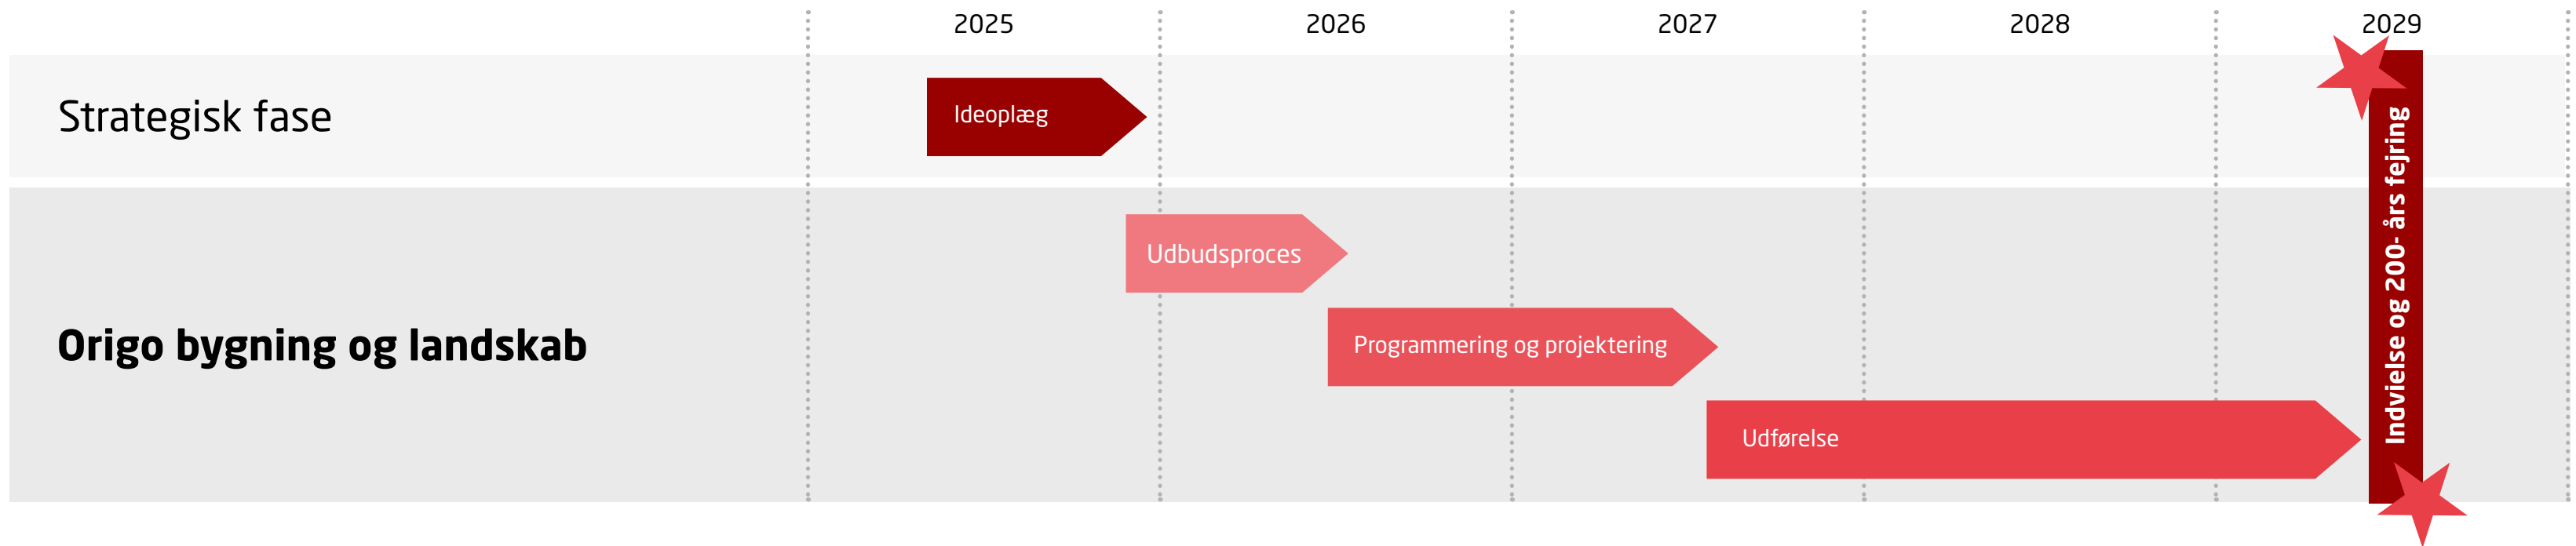 2025 2026 2027 2028 2029
Strategisk fase
Ideoplæg
Udbudsproces
Origo bygning og landskab
Programmering og projektering
Udførelse
Indvielse og 200- års fejring